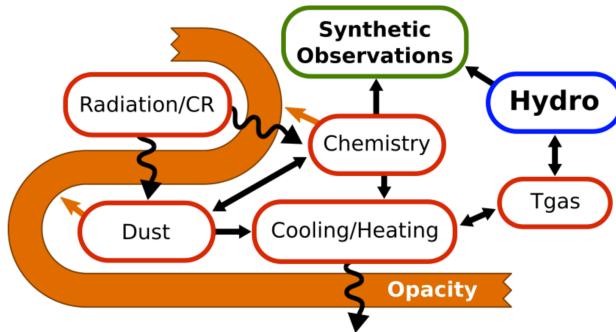 Synthetic
Observations
Radiation/CR
Hydro
Chemistry
Tgas
Dust
Cooling/Heating
Opacity